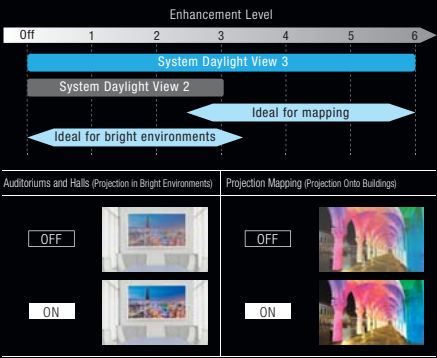 Enhancement Level
Off 1 2 3 4 5 6
System Daylight View 3
System Daylight View 2
Ideal for mapping
Ideal for bright environments
Auditoriums and Halls (Projection in Bright Environments)
Projection Mapping (Projection Onto Buildings)
OFF
OFF
ON
ON